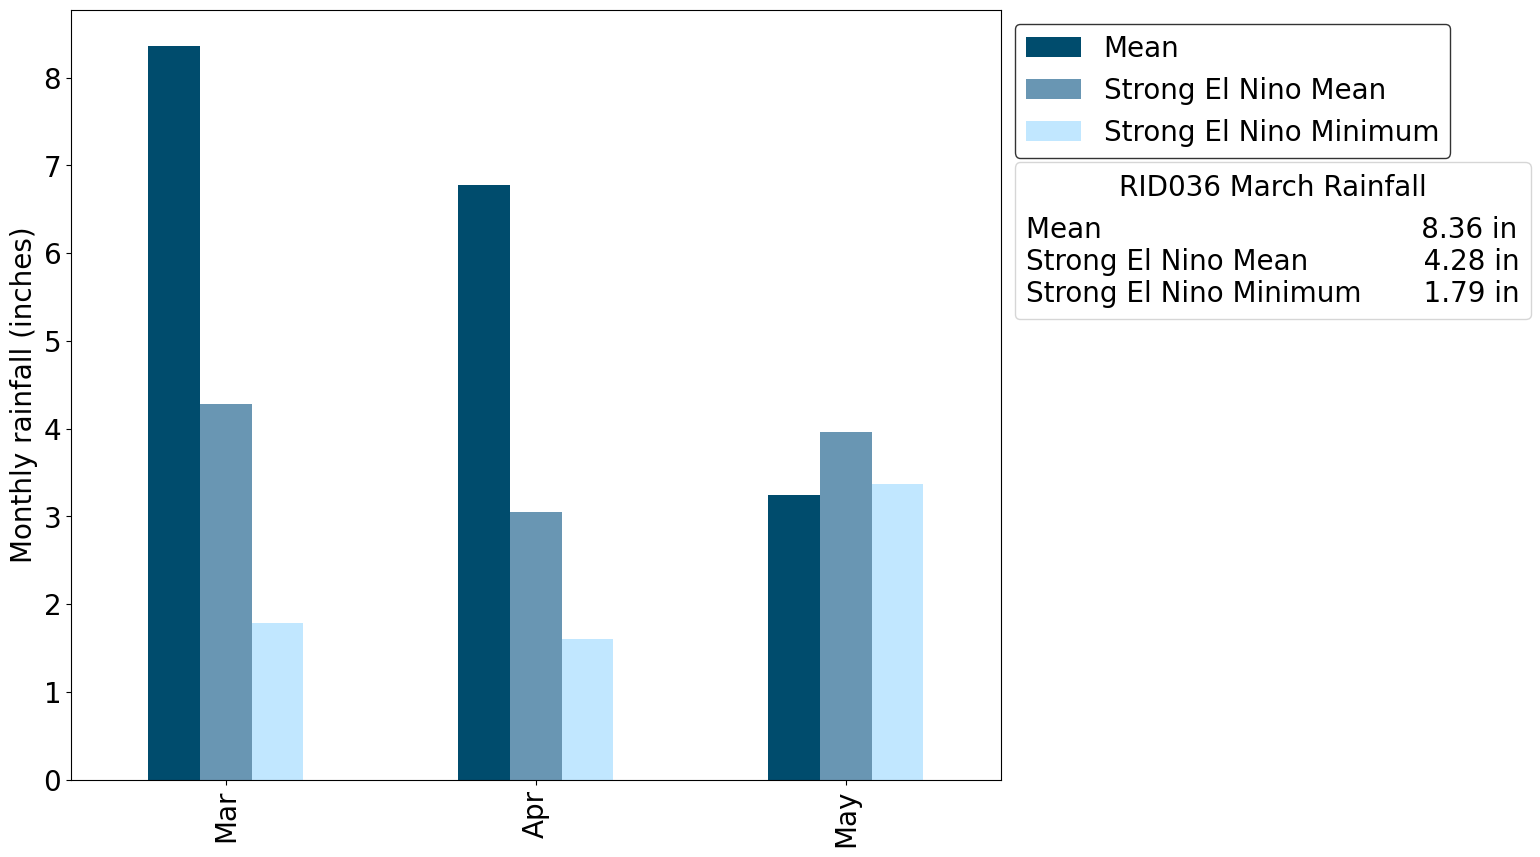 Monthly rainfall (inches)
8
7
6
5
4
3
2
1
0
Mar
Apr
May
Mean
Strong El Nino Mean
Strong El Nino Minimum
RID036 March Rainfall
Mean 8.36 in
Strong El Nino Mean 4.28 in
Strong El Nino Minimum 1.79 in